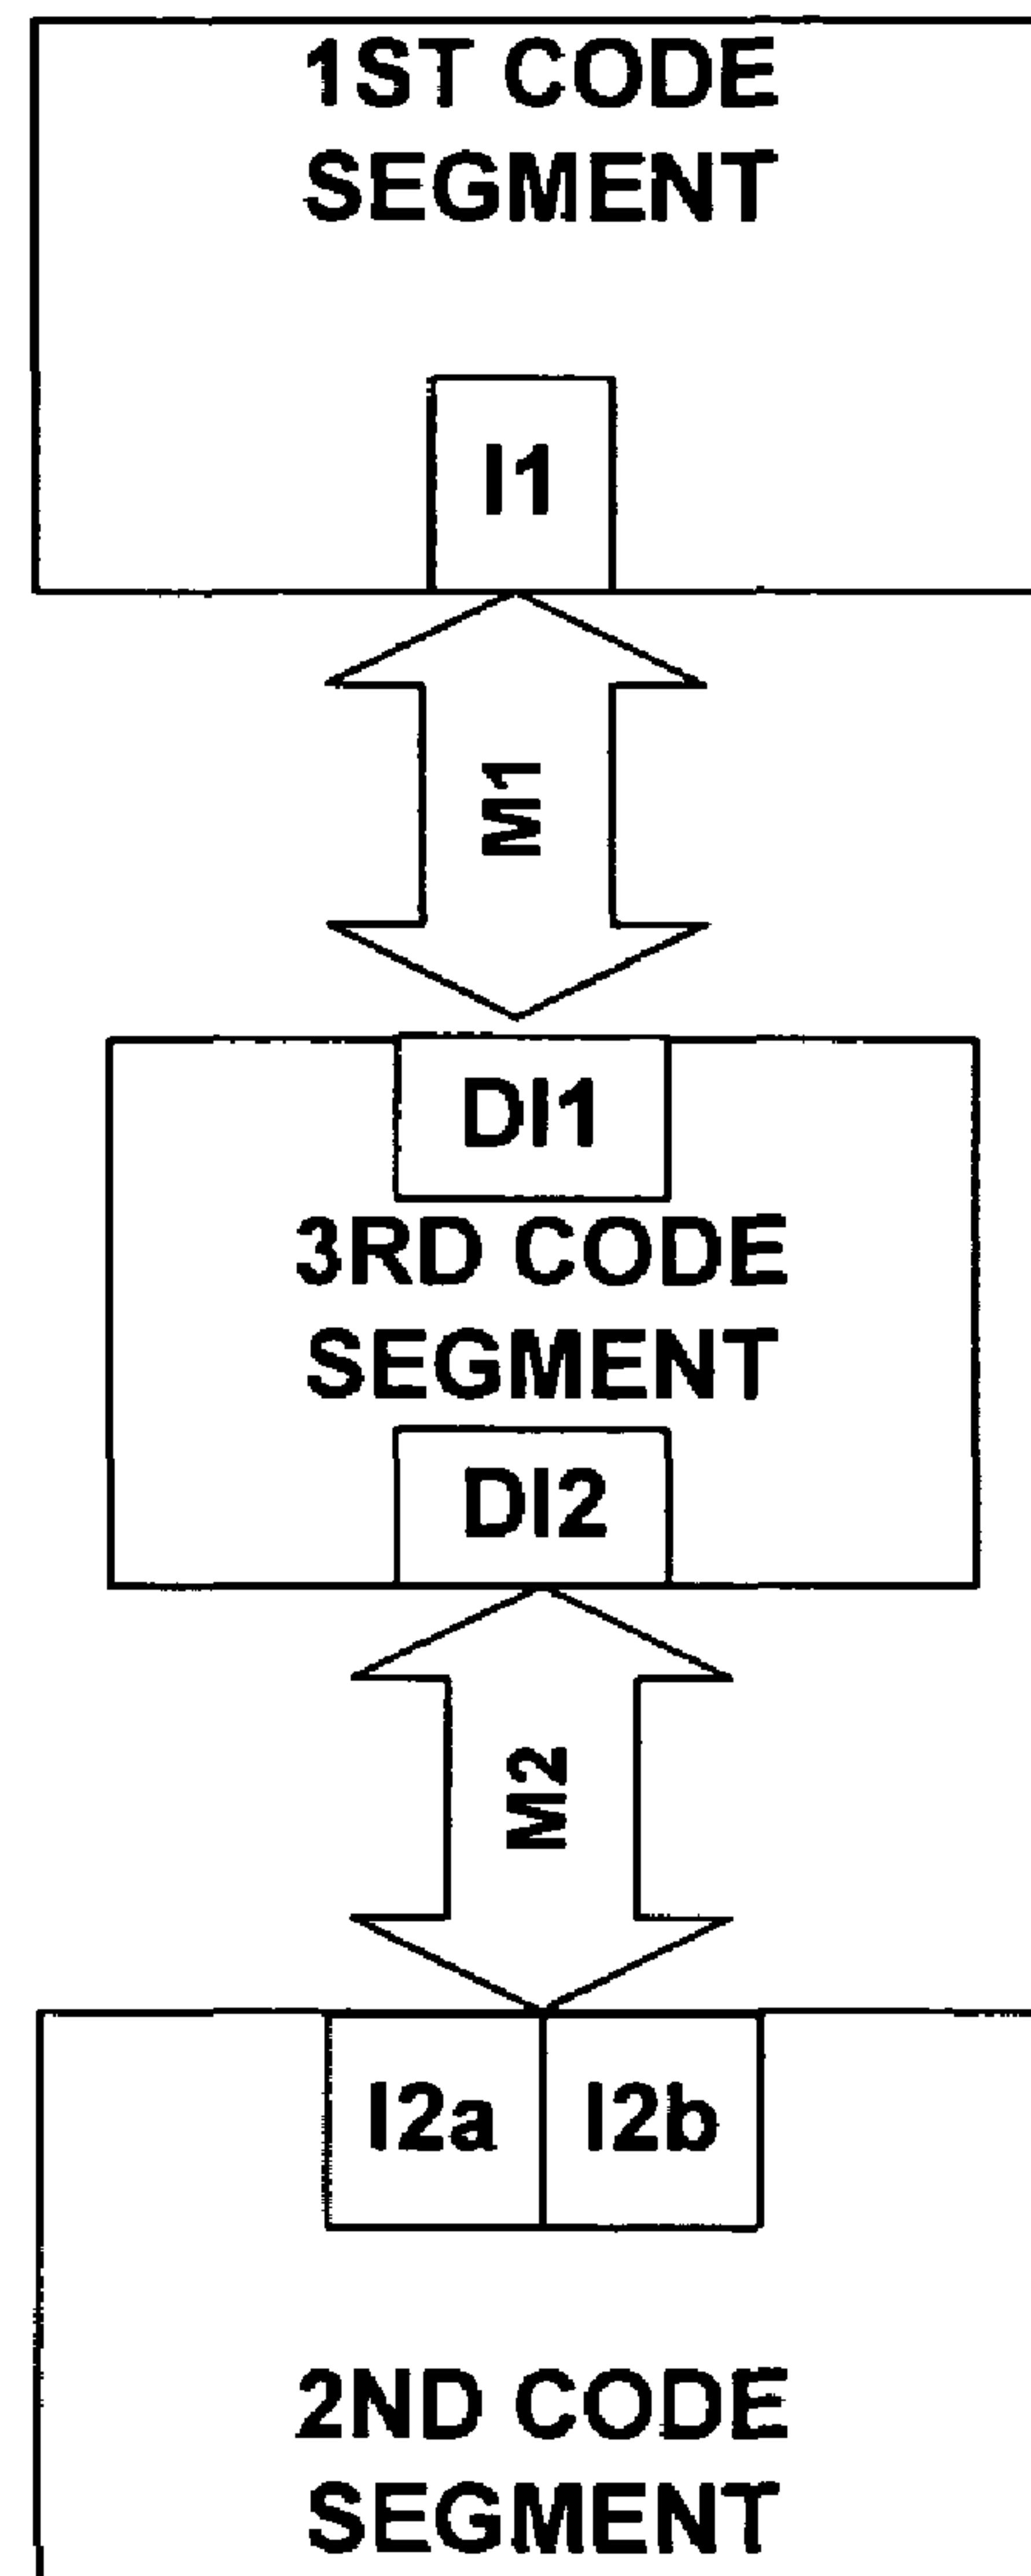 1ST CODE
SEGMENT
I1
M1
DI1
3RD CODE
SEGMENT
DI2
M2
I2a I2b
2ND CODE
SEGMENT